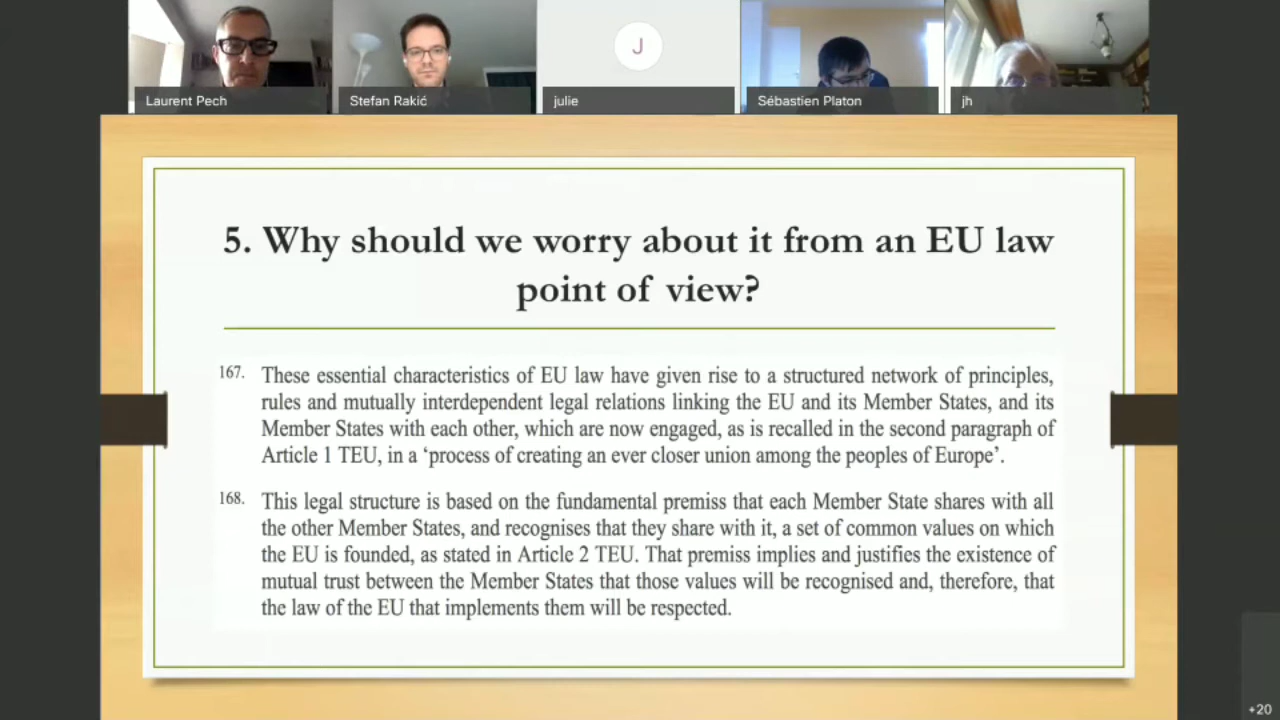 Laurent Pech
Stefan Rakić
J
julie
Sébastien Platon
jh
5. Why should we worry about it from an EU law
point of view?
167. These essential characteristics of EU law have given rise to a structured network of principles,
rules and mutually interdependent legal relations linking the EU and its Member States, and its
Member States with each other, which are now engaged, as is recalled in the second paragraph of
Article 1 TEU, in a ‘process of creating an ever closer union among the peoples of Europe’.
168. This legal structure is based on the fundamental premiss that each Member State shares with all
the other Member States, and recognises that they share with it, a set of common values on which
the EU is founded, as stated in Article 2 TEU. That premiss implies and justifies the existence of
mutual trust between the Member States that those values will be recognised and, therefore, that
the law of the EU that implements them will be respected.
+20